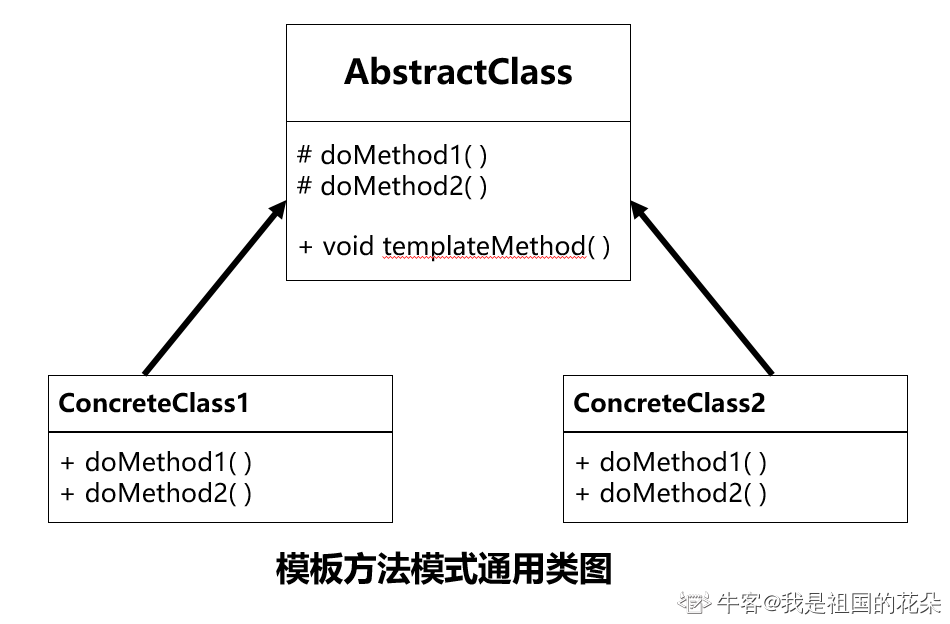 AbstractClass
# doMethod1( )
# doMethod2( )
+ void templateMethod( )
ConcreteClass1
+ doMethod1( )
+ doMethod2( )
ConcreteClass2
+ doMethod1( )
+ doMethod2( )
模板方法模式通用类图
牛客@我是祖国的花朵